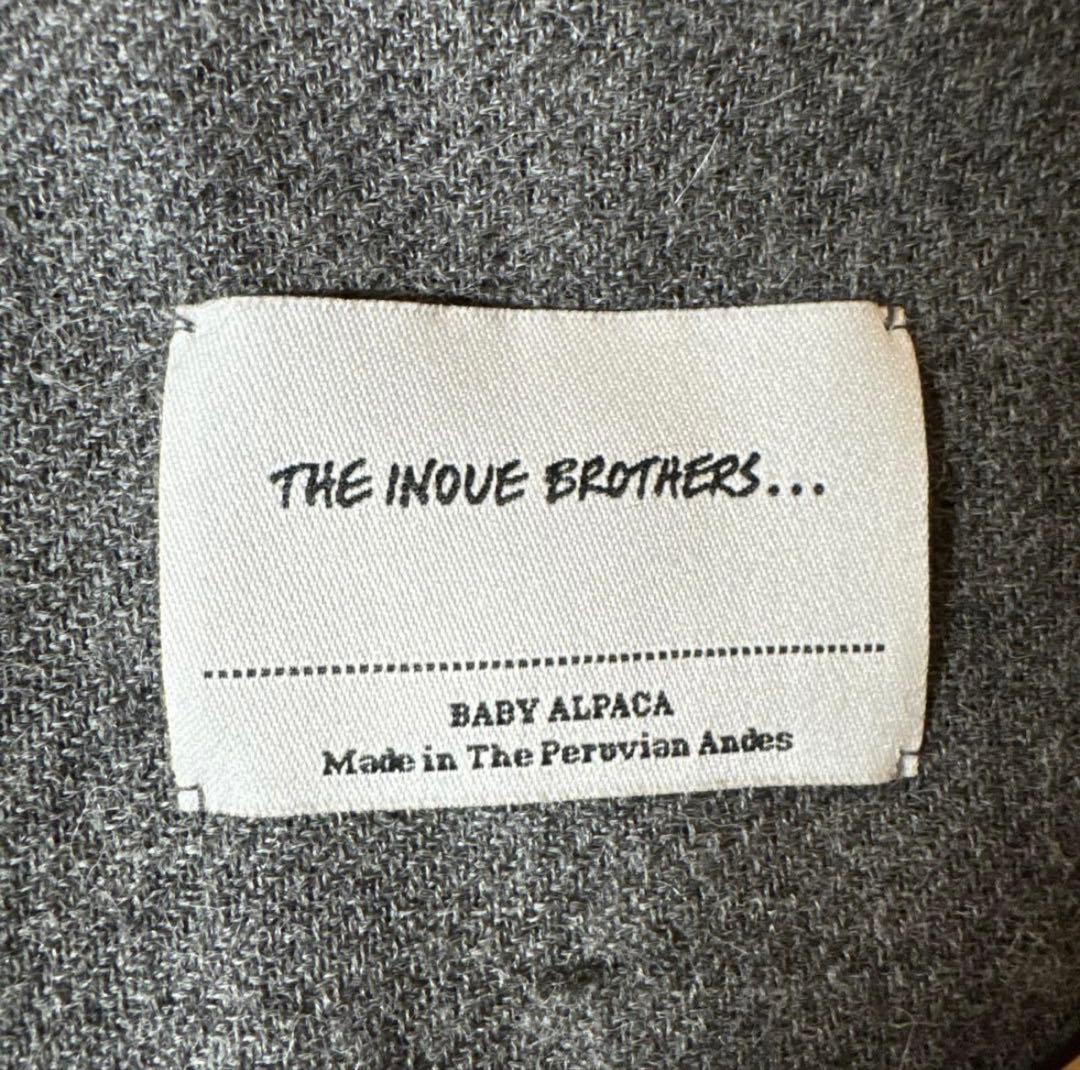 THE INOUE BROTHERS...
BABY ALPACA
Made in The Peruvian Andes